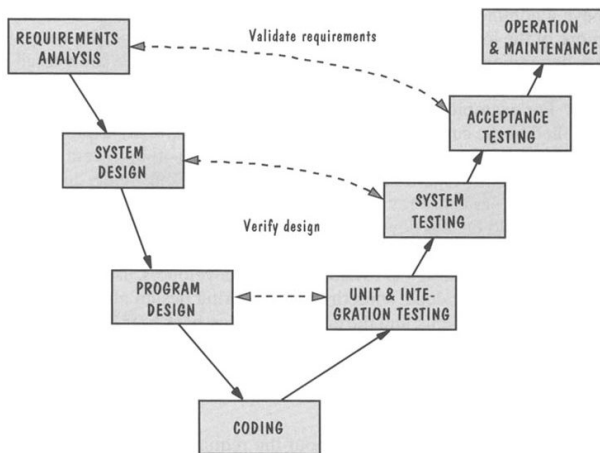 REQUIREMENTS
ANALYSIS
Validate requirements
OPERATION
& MAINTENANCE
ACCEPTANCE
TESTING
SYSTEM
DESIGN
SYSTEM
TESTING
Verify design
PROGRAM
DESIGN
UNIT & INTE-
GRATION TESTING
CODING